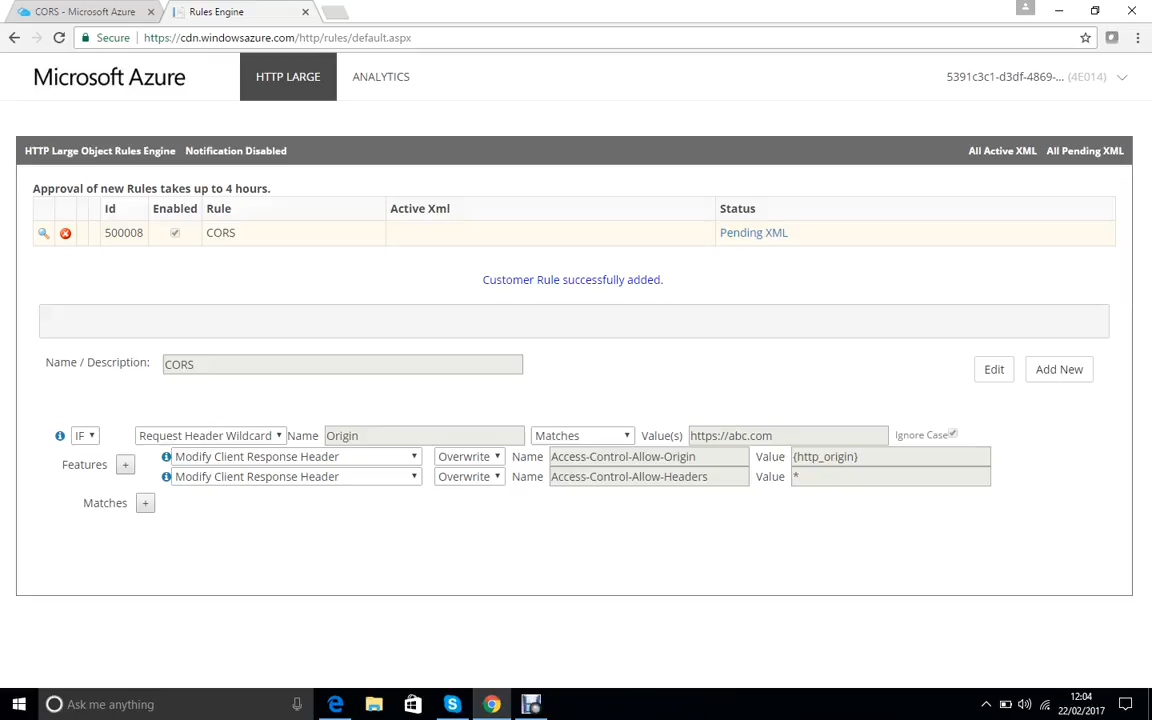 CORS - Microsoft Azure
Rules Engine
Secure
https://cdn.windowsazure.com/http/rules/default.aspx
Microsoft Azure
HTTP LARGE
ANALYTICS
5391c3c1-d3df-4869-... (4E014)
HTTP Large Object Rules Engine Notification Disabled
All Active XML All Pending XML
Approval of new Rules takes up to 4 hours.
Id Enabled Rule Active Xml Status
500008 CORS Pending XML
Customer Rule successfully added.
Name / Description: CORS
Edit Add New
IF Request Header Wildcard Name Origin Matches Value(s) https://abc.com Ignore Case
Modify Client Response Header Overwrite Name Access-Control-Allow-Origin Value {http_origin}
Features +
Modify Client Response Header Overwrite Name Access-Control-Allow-Headers Value *
Matches +
Ask me anything
12:04
22/02/2017